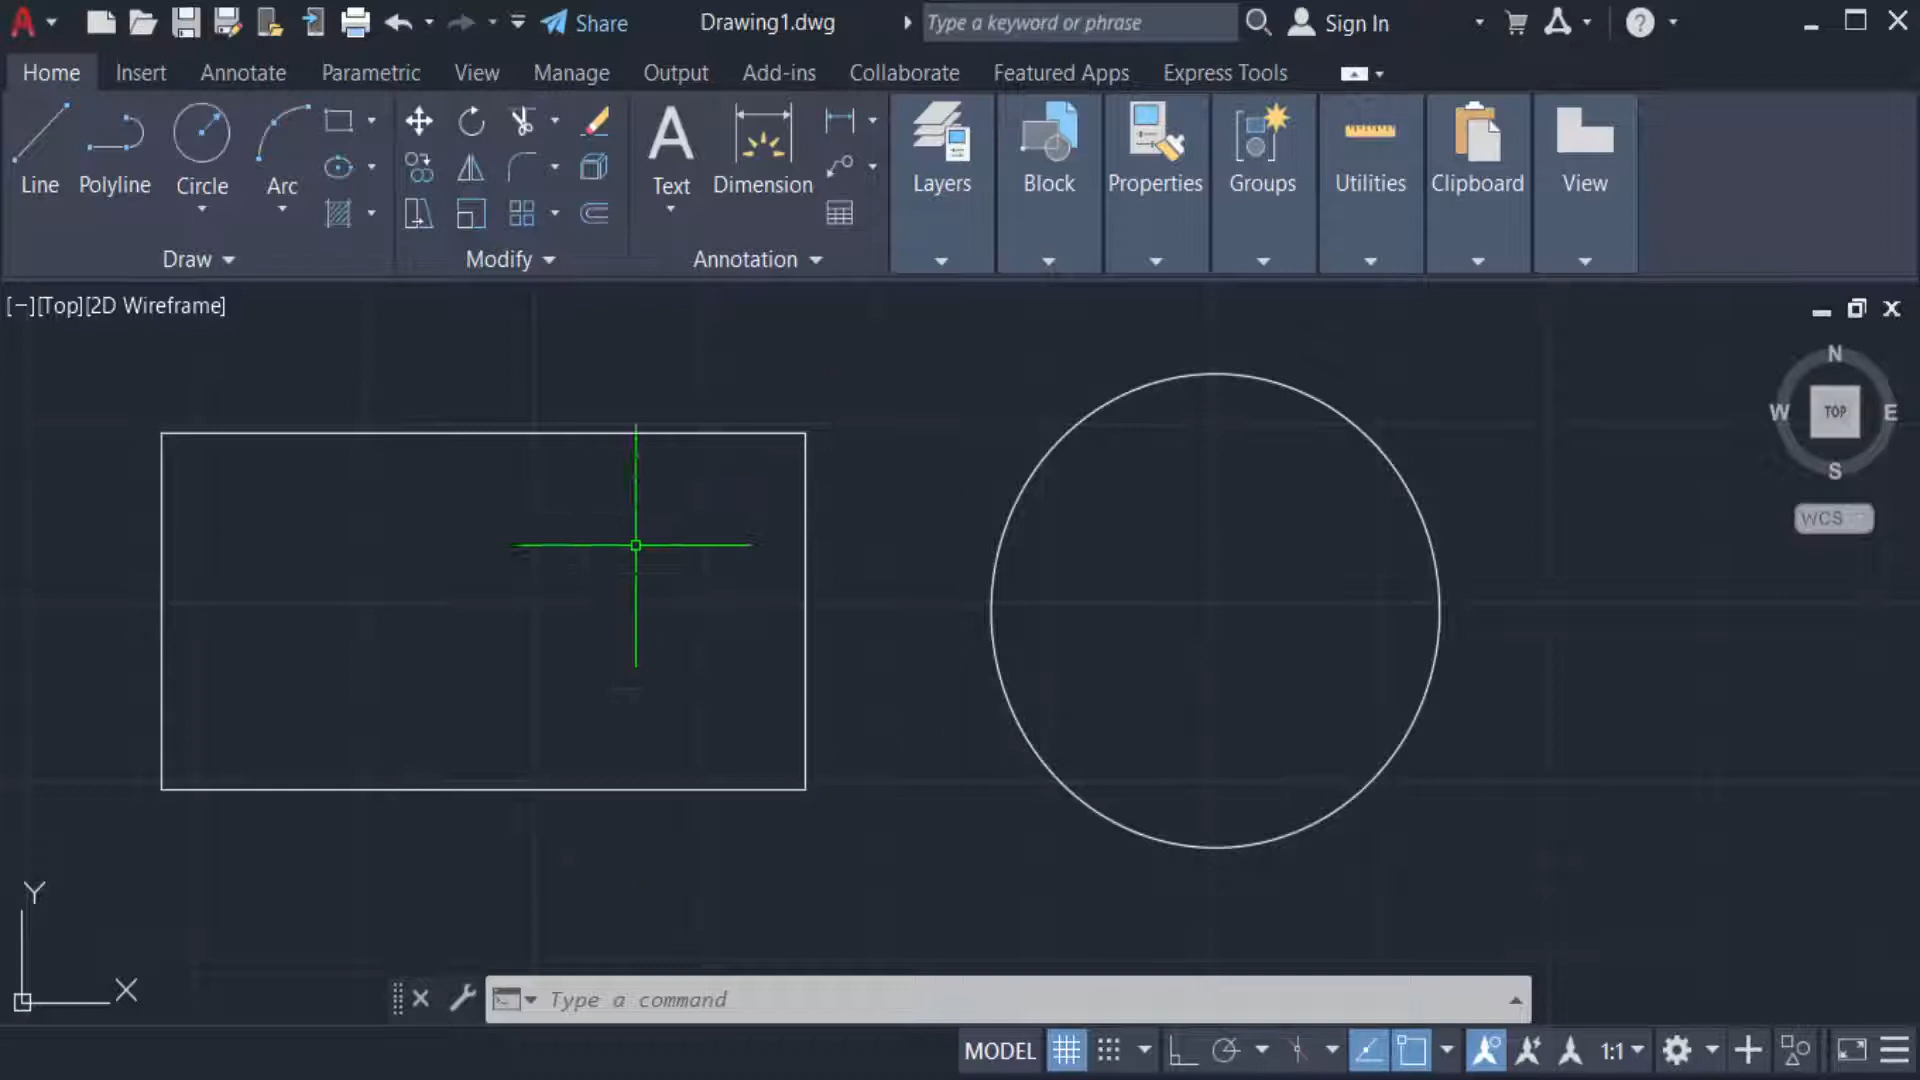 Share
Drawing1.dwg
Type a keyword or phrase
Sign In
Home
Insert
Annotate
Parametric
View
Manage
Output
Add-ins
Collaborate
Featured Apps
Express Tools
Line
Polyline
Circle
Arc
Text
Dimension
Layers
Block
Properties
Groups
Utilities
Clipboard
View
Draw
Modify
Annotation
[−][Top][2D Wireframe]
N
W
TOP
E
S
WCS
Y
X
Type a command
MODEL
1:1